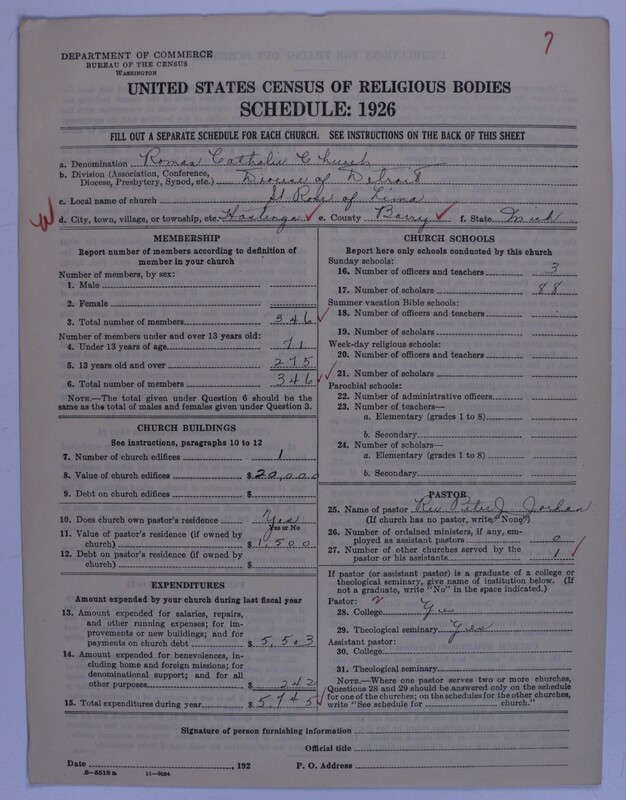 7
DEPARTMENT OF COMMERCE
BUREAU OF THE CENSUS
WASHINGTON
UNITED STATES CENSUS OF RELIGIOUS BODIES
SCHEDULE: 1926
FILL OUT A SEPARATE SCHEDULE FOR EACH CHURCH. SEE INSTRUCTIONS ON THE BACK OF THIS SHEET
a. Denomination Roman Catholic Church
b. Division (Association, Conference, Diocese, Presbytery, Synod, etc.) Diocese of Detroit
c. Local name of church St Rose of Lima
d. City, town, village, or township, etc. Hastings e. County Barry f. State Mich
MEMBERSHIP
Report number of members according to definition of
member in your church
Number of members, by sex:
1. Male
2. Female
3. Total number of members 346
Number of members under and over 13 years old:
4. Under 13 years of age 71
5. 13 years old and over 275
6. Total number of members 346
NOTE.—The total given under Question 6 should be the
same as the total of males and females given under Question 3.
CHURCH BUILDINGS
See instructions, paragraphs 10 to 12
7. Number of church edifices 1
8. Value of church edifices $20,000
9. Debt on church edifices $
10. Does church own pastor's residence Yes
Yes or No
11. Value of pastor's residence (if owned by
church) $1,500
12. Debt on pastor's residence (if owned by
church) $
EXPENDITURES
Amount expended by your church during last fiscal year
13. Amount expended for salaries, repairs,
and other running expenses; for im-
provements or new buildings; and for
payments on church debt $5,503
14. Amount expended for benevolences, in-
cluding home and foreign missions; for
denominational support; and for all
other purposes $242
15. Total expenditures during year $5,745
CHURCH SCHOOLS
Report here only schools conducted by this church
Sunday schools:
16. Number of officers and teachers 3
17. Number of scholars 88
Summer vacation Bible schools:
18. Number of officers and teachers
19. Number of scholars
Week-day religious schools:
20. Number of officers and teachers
21. Number of scholars
Parochial schools:
22. Number of administrative officers
23. Number of teachers—
a. Elementary (grades 1 to 8)
b. Secondary
24. Number of scholars—
a. Elementary (grades 1 to 8)
b. Secondary
PASTOR
25. Name of pastor Rev Peter J. Jordan
(If church has no pastor, write "None")
26. Number of ordained ministers, if any, em-
ployed as assistant pastors 0
27. Number of other churches served by the
pastor or his assistants 1
If pastor (or assistant pastor) is a graduate of a college or
theological seminary, give name of institution below. (If
not a graduate, write "No" in the space indicated.)
Pastor: 2
28. College Yes
29. Theological seminary Yes
Assistant pastor:
30. College
31. Theological seminary
NOTE.—Where one pastor serves two or more churches,
Questions 28 and 29 should be answered only on the schedule
for one of the churches; on the schedules for the other churches,
write "See schedule for church."
Signature of person furnishing information
Official title
Date , 192 P. O. Address
8—5518 a 11—9024